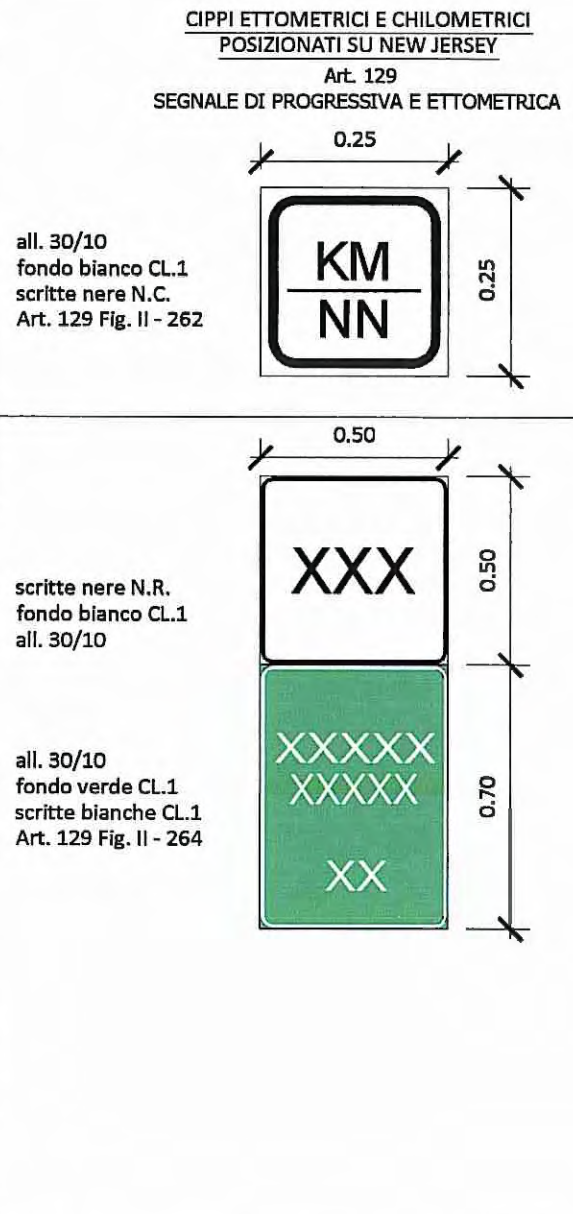 CIPPI ETTOMETRICI E CHILOMETRICI
POSIZIONATI SU NEW JERSEY
Art. 129
SEGNALE DI PROGRESSIVA E ETTOMETRICA
0.25
all. 30/10
fondo bianco CL.1
scritte nere N.C.
Art. 129 Fig. II - 262
KM
NN
0.25
0.50
XXX
0.50
scritte nere N.R.
fondo bianco CL.1
all. 30/10
all. 30/10
fondo verde CL.1
scritte bianche CL.1
Art. 129 Fig. II - 264
XXXXX
XXXXX
XX
0.70